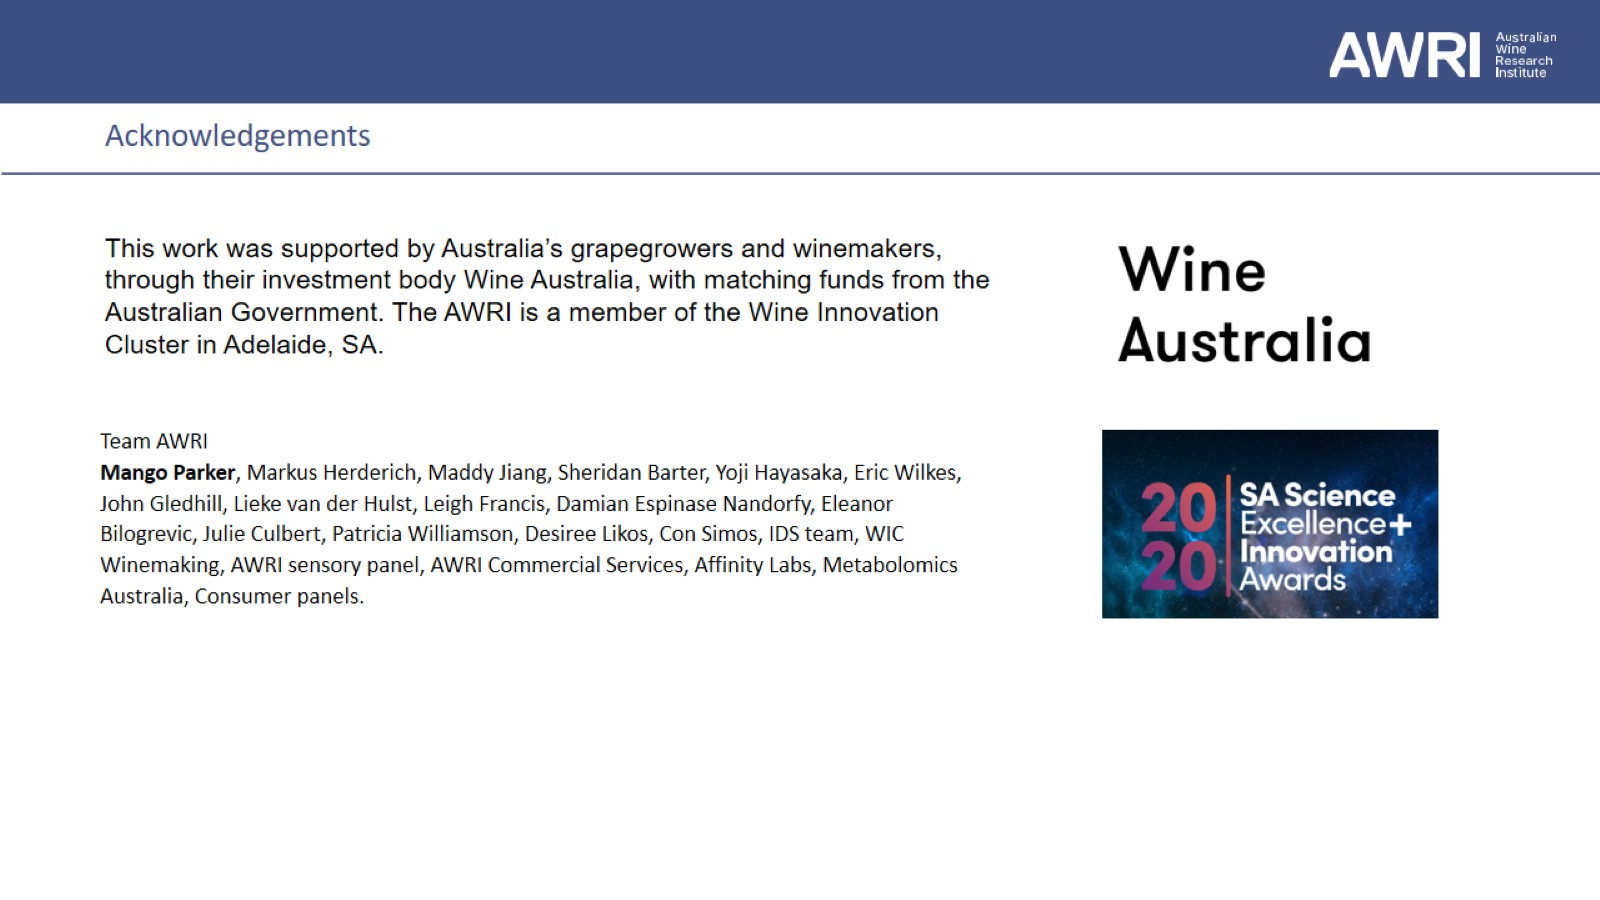 AWRI
Australian
Wine
Research
Institute
Acknowledgements
This work was supported by Australia’s grapegrowers and winemakers,
through their investment body Wine Australia, with matching funds from the
Australian Government. The AWRI is a member of the Wine Innovation
Cluster in Adelaide, SA.
Wine
Australia
Team AWRI
Mango Parker, Markus Herderich, Maddy Jiang, Sheridan Barter, Yoji Hayasaka, Eric Wilkes,
John Gledhill, Lieke van der Hulst, Leigh Francis, Damian Espinase Nandorfy, Eleanor
Bilogrevic, Julie Culbert, Patricia Williamson, Desiree Likos, Con Simos, IDS team, WIC
Winemaking, AWRI sensory panel, AWRI Commercial Services, Affinity Labs, Metabolomics
Australia, Consumer panels.
20
20
SA Science
Excellence+
Innovation
Awards